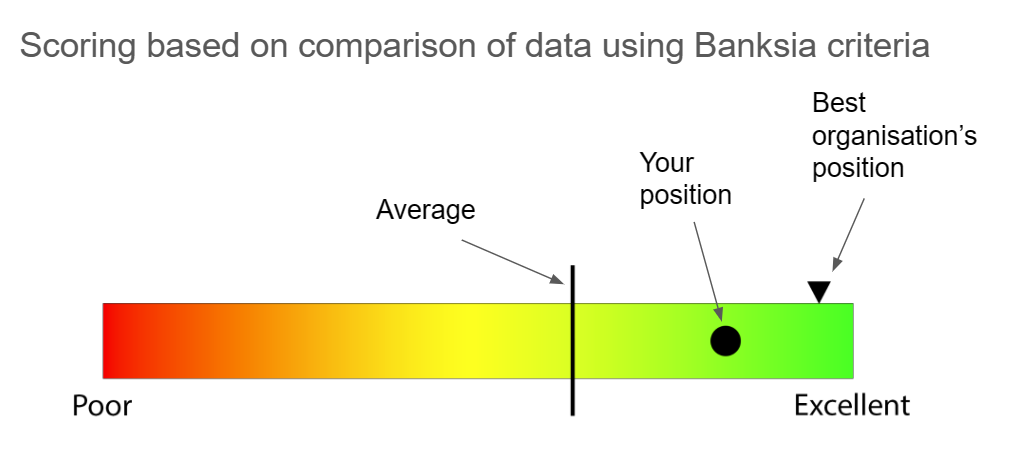 Scoring based on comparison of data using Banksia criteria
Best
organisation’s
position
Your
position
Average
Poor
Excellent